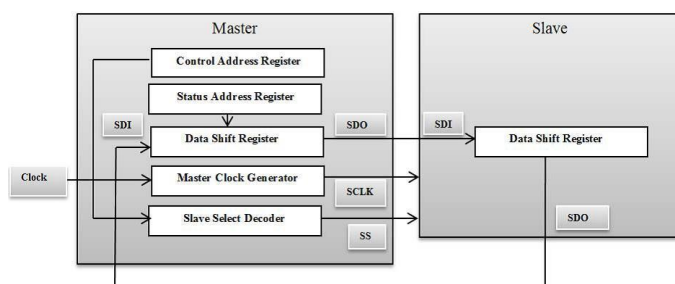 Master
Slave
Control Address Register
Status Address Register
SDI
SDO
SDI
Data Shift Register
Data Shift Register
Clock
Master Clock Generator
SCLK
Slave Select Decoder
SDO
SS